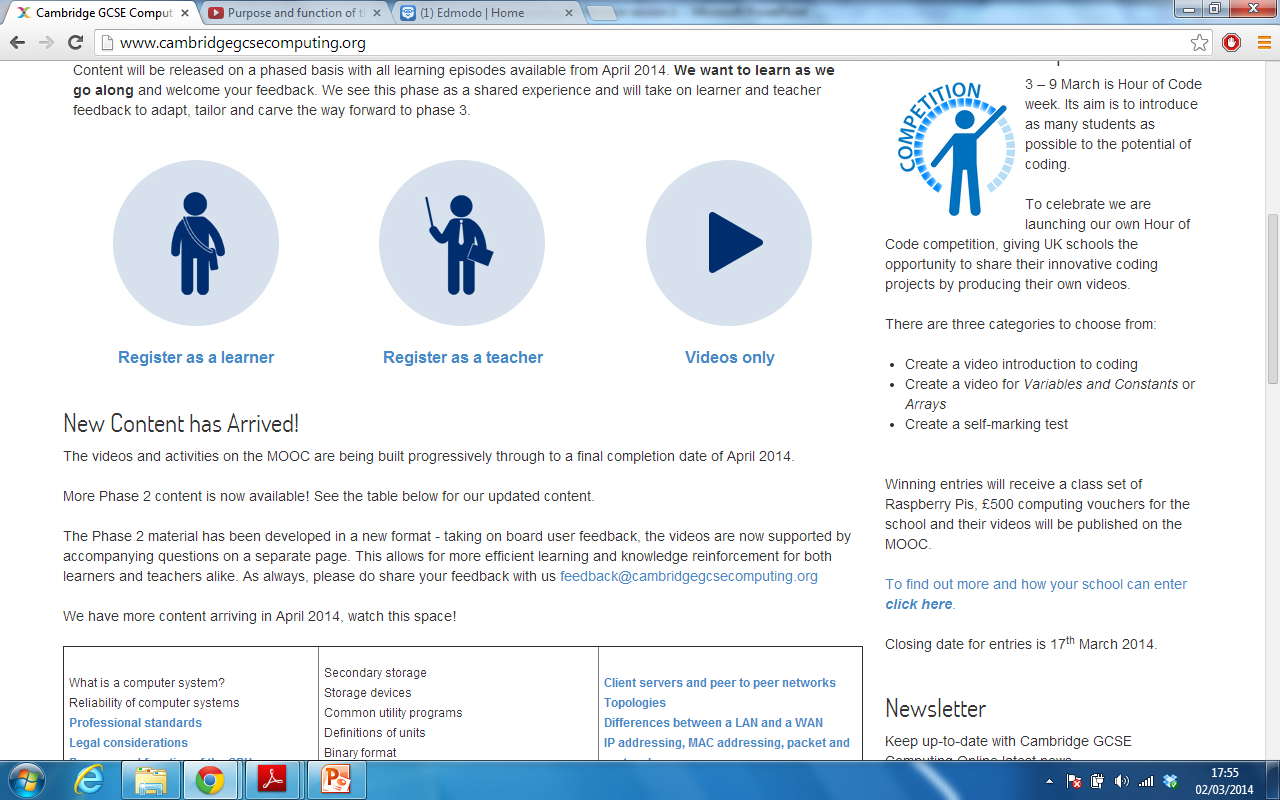 Cambridge GCSE Comput
Purpose and function of t
(1) Edmodo | Home
Microsoft PowerPoint
www.cambridgegcsecomputing.org
Content will be released on a phased basis with all learning episodes available from April 2014. We want to learn as we
go along and welcome your feedback. We see this phase as a shared experience and will take on learner and teacher
feedback to adapt, tailor and carve the way forward to phase 3.
Register as a learner
Register as a teacher
Videos only
New Content has Arrived!
The videos and activities on the MOOC are being built progressively through to a final completion date of April 2014.
More Phase 2 content is now available! See the table below for our updated content.
The Phase 2 material has been developed in a new format - taking on board user feedback, the videos are now supported by
accompanying questions on a separate page. This allows for more efficient learning and knowledge reinforcement for both
learners and teachers alike. As always, please do share your feedback with us feedback@cambridgegcsecomputing.org
We have more content arriving in April 2014, watch this space!
What is a computer system?
Reliability of computer systems
Professional standards
Legal considerations
Secondary storage
Storage devices
Common utility programs
Definitions of units
Binary format
Client servers and peer to peer networks
Topologies
Differences between a LAN and a WAN
IP addressing, MAC addressing, packet and
COMPETITION
3 – 9 March is Hour of Code
week. Its aim is to introduce
as many students as
possible to the potential of
coding.
To celebrate we are
launching our own Hour of
Code competition, giving UK schools the
opportunity to share their innovative coding
projects by producing their own videos.
There are three categories to choose from:
• Create a video introduction to coding
• Create a video for Variables and Constants or
Arrays
• Create a self-marking test
Winning entries will receive a class set of
Raspberry Pis, £500 computing vouchers for the
school and their videos will be published on the
MOOC.
To find out more and how your school can enter
click here.
Closing date for entries is 17th March 2014.
Newsletter
Keep up-to-date with Cambridge GCSE
Computing Online latest news
17:55
02/03/2014